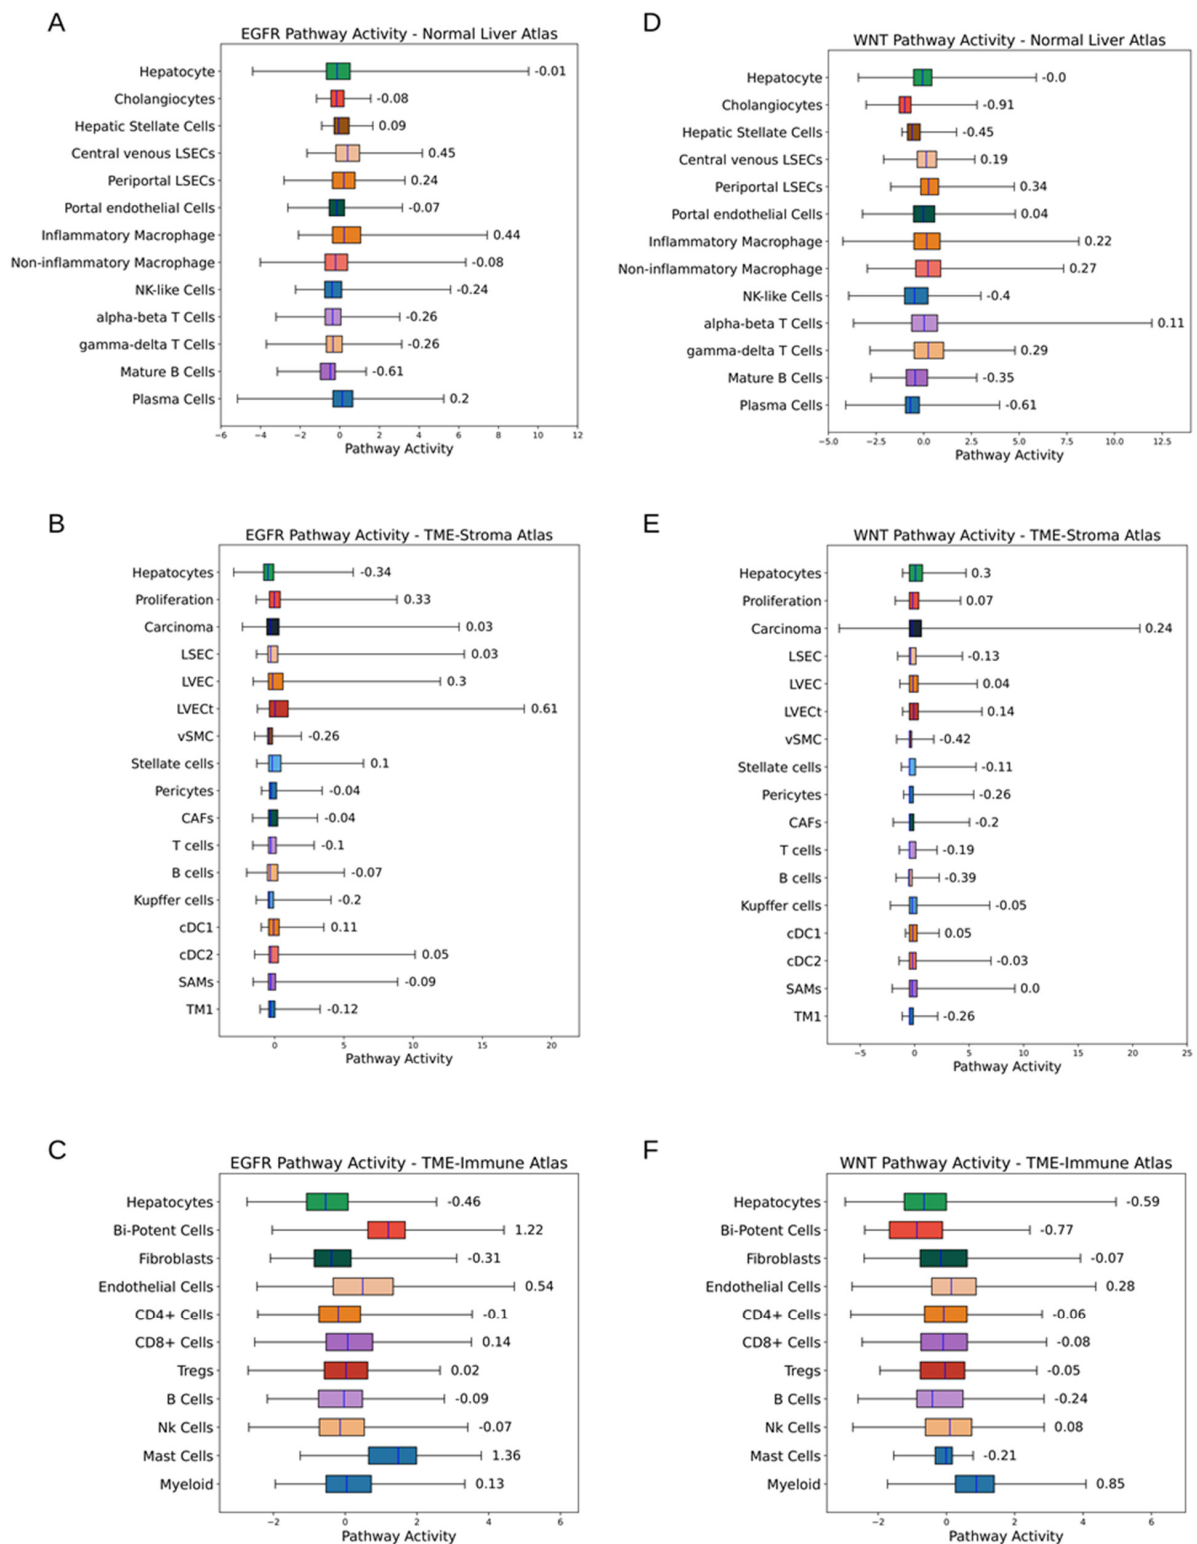 A
EGFR Pathway Activity - Normal Liver Atlas
Hepatocyte -0.01
Cholangiocytes -0.08
Hepatic Stellate Cells 0.09
Central venous LSECs 0.45
Periportal LSECs 0.24
Portal endothelial Cells -0.07
Inflammatory Macrophage 0.44
Non-inflammatory Macrophage -0.08
NK-like Cells -0.24
alpha-beta T Cells -0.26
gamma-delta T Cells -0.26
Mature B Cells -0.61
Plasma Cells 0.2
−6 −4 −2 0 2 4 6 8 10 12
Pathway Activity
D
WNT Pathway Activity - Normal Liver Atlas
Hepatocyte -0.0
Cholangiocytes -0.91
Hepatic Stellate Cells -0.45
Central venous LSECs 0.19
Periportal LSECs 0.34
Portal endothelial Cells 0.04
Inflammatory Macrophage 0.22
Non-inflammatory Macrophage 0.27
NK-like Cells -0.4
alpha-beta T Cells 0.11
gamma-delta T Cells 0.29
Mature B Cells -0.35
Plasma Cells -0.61
−5.0 −2.5 0.0 2.5 5.0 7.5 10.0 12.5
Pathway Activity
B
EGFR Pathway Activity - TME-Stroma Atlas
Hepatocytes -0.34
Proliferation 0.33
Carcinoma 0.03
LSEC 0.03
LVEC 0.3
LVECt 0.61
vSMC -0.26
Stellate cells 0.1
Pericytes -0.04
CAFs -0.04
T cells -0.1
B cells -0.07
Kupffer cells -0.2
cDC1 0.11
cDC2 0.05
SAMs -0.09
TM1 -0.12
0 5 10 15 20
Pathway Activity
E
WNT Pathway Activity - TME-Stroma Atlas
Hepatocytes 0.3
Proliferation 0.07
Carcinoma 0.24
LSEC -0.13
LVEC 0.04
LVECt 0.14
vSMC -0.42
Stellate cells -0.11
Pericytes -0.26
CAFs -0.2
T cells -0.19
B cells -0.39
Kupffer cells -0.05
cDC1 0.05
cDC2 -0.03
SAMs 0.0
TM1 -0.26
−5 0 5 10 15 20 25
Pathway Activity
C
EGFR Pathway Activity - TME-Immune Atlas
Hepatocytes -0.46
Bi-Potent Cells 1.22
Fibroblasts -0.31
Endothelial Cells 0.54
CD4+ Cells -0.1
CD8+ Cells 0.14
Tregs 0.02
B Cells -0.09
Nk Cells -0.07
Mast Cells 1.36
Myeloid 0.13
−2 0 2 4 6
Pathway Activity
F
WNT Pathway Activity - TME-Immune Atlas
Hepatocytes -0.59
Bi-Potent Cells -0.77
Fibroblasts -0.07
Endothelial Cells 0.28
CD4+ Cells -0.06
CD8+ Cells -0.08
Tregs -0.05
B Cells -0.24
Nk Cells 0.08
Mast Cells -0.21
Myeloid 0.85
−2 0 2 4 6
Pathway Activity